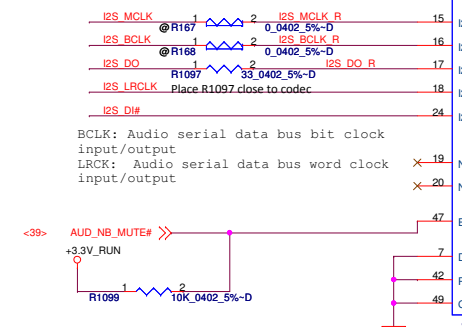 I2S_MCLK 1 2 I2S_MCLK_R 15
@ R167 0_0402_5%~D
I2S_BCLK 1 2 I2S_BCLK_R 16
@ R168 0_0402_5%~D
I2S_DO 1 2 I2S_DO_R 17
R1097 33_0402_5%~D
I2S_LRCLK Place R1097 close to codec 18
I2S_DI# 24
BCLK: Audio serial data bus bit clock
input/output
LRCK: Audio serial data bus word clock
input/output
19
20
47
<39> AUD_NB_MUTE#
+3.3V_RUN
7
1 2 42
R1099 10K_0402_5%~D 49